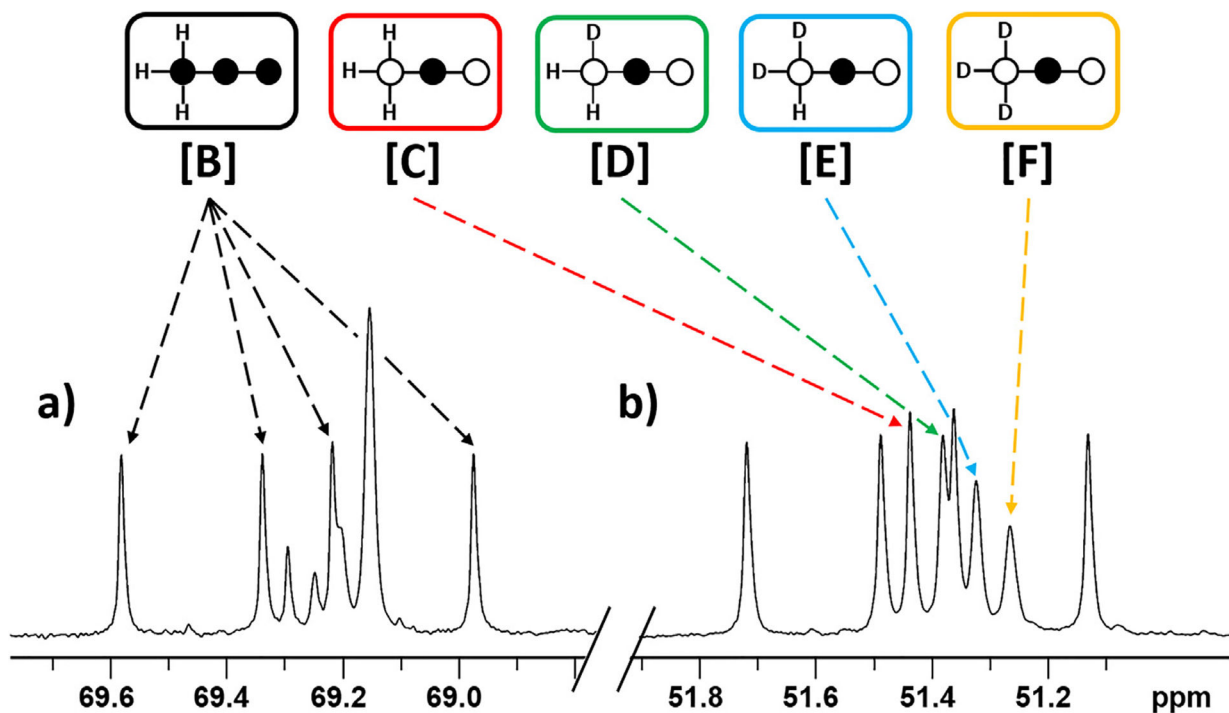 H H D D D
H H H D D
H H H H D
[B] [C] [D] [E] [F]
a) b)
69.6 69.4 69.2 69.0 51.8 51.6 51.4 51.2 ppm